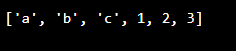 ['a', 'b', 'c', 1, 2, 3]